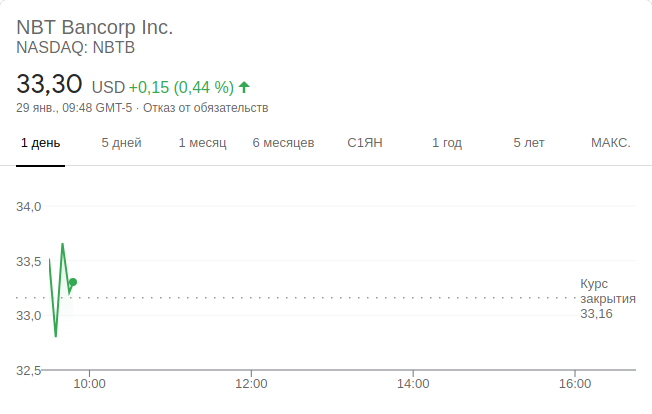 NBT Bancorp Inc.
NASDAQ: NBTB
33,30 USD +0,15 (0,44 %)
29 янв., 09:48 GMT-5 · Отказ от обязательств
1 день 5 дней 1 месяц 6 месяцев С1ЯН 1 год 5 лет МАКС.
34,0
33,5
Курс
закрытия
33,16
33,0
32,5
10:00 12:00 14:00 16:00